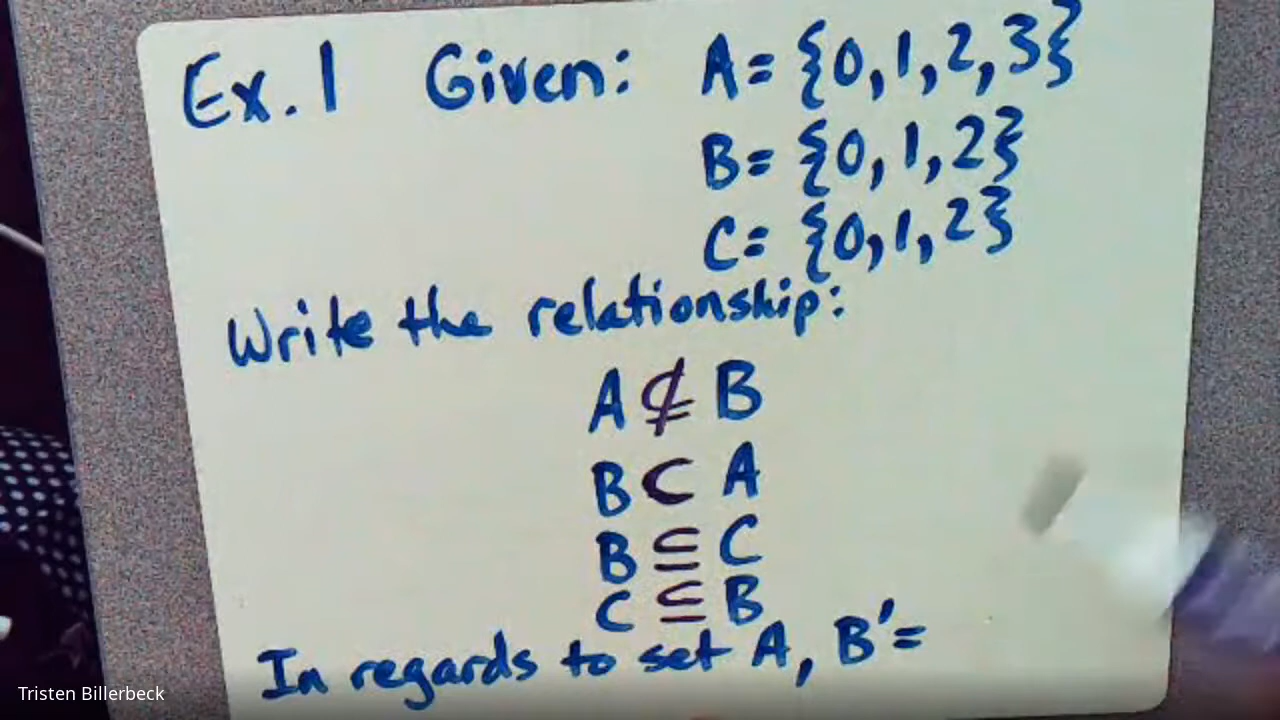 Ex. 1 Given: A = {0, 1, 2, 3}
B = {0, 1, 2}
C = {0, 1, 2}
Write the relationship:
A ⊈ B
B ⊂ A
B ⊆ C
C ⊆ B
In regards to set A, B' =
Tristen Billerbeck